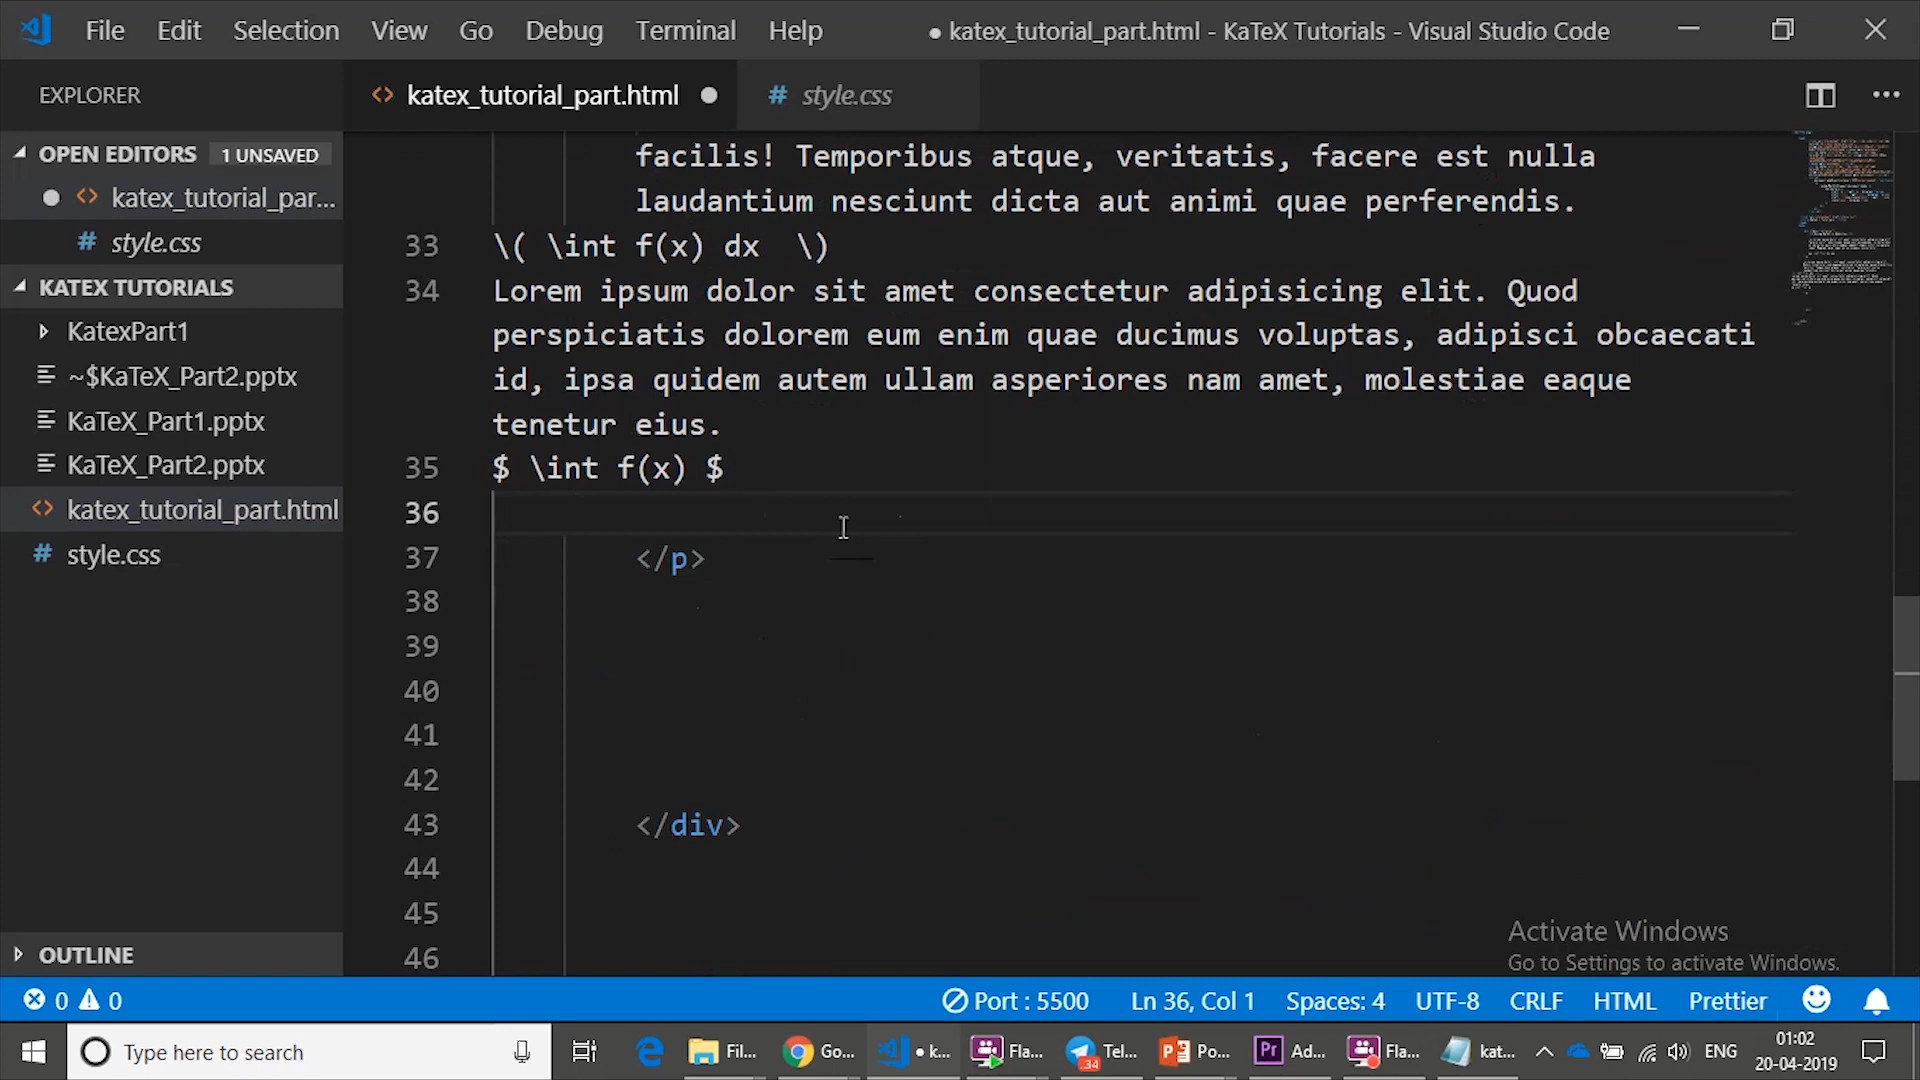 File Edit Selection View Go Debug Terminal Help ● katex_tutorial_part.html - KaTeX Tutorials - Visual Studio Code
EXPLORER
<> katex_tutorial_part.html ●
# style.css
•••
OPEN EDITORS 1 UNSAVED
<> katex_tutorial_par...
# style.css
KATEX TUTORIALS
KatexPart1
~$KaTeX_Part2.pptx
KaTeX_Part1.pptx
KaTeX_Part2.pptx
<> katex_tutorial_part.html
# style.css
OUTLINE
facilis! Temporibus atque, veritatis, facere est nulla
laudantium nesciunt dicta aut animi quae perferendis.
33 \( \int f(x) dx  \)
34 Lorem ipsum dolor sit amet consectetur adipisicing elit. Quod
perspiciatis dolorem eum enim quae ducimus voluptas, adipisci obcaecati
id, ipsa quidem autem ullam asperiores nam amet, molestiae eaque
tenetur eius.
35 $ \int f(x) $
36
37 </p>
38
39
40
41
42
43 </div>
44
45
46
Activate Windows
Go to Settings to activate Windows.
0 0 Port : 5500 Ln 36, Col 1 Spaces: 4 UTF-8 CRLF HTML Prettier
Type here to search Fil... Go... ● k... Fla... Tel... 34 Po... Pr Ad... Fla... kat... ENG
01:02
20-04-2019